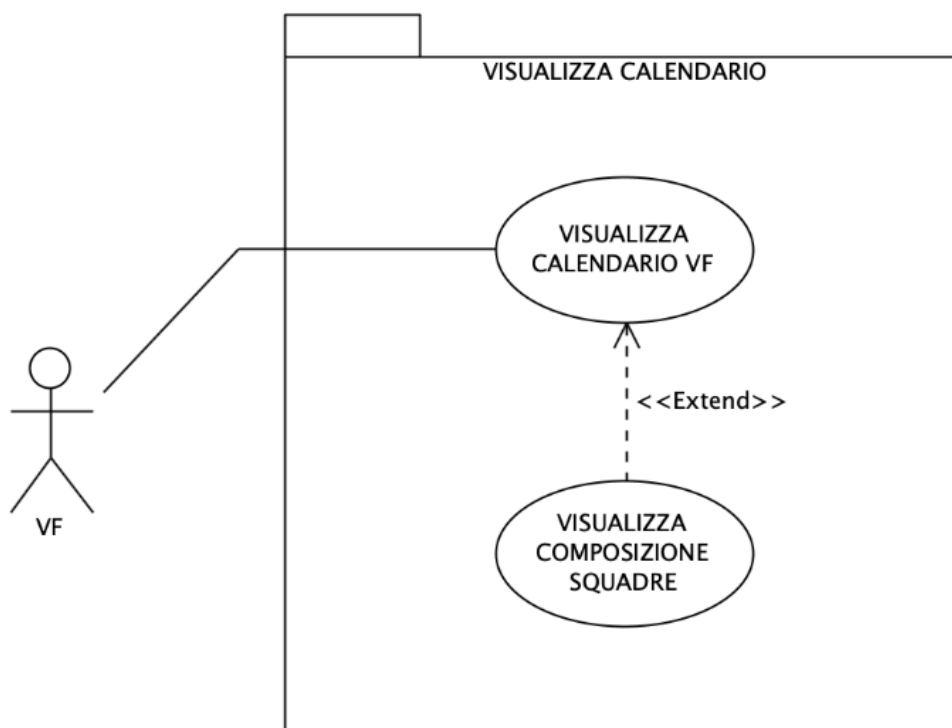 VISUALIZZA CALENDARIO
VISUALIZZA
CALENDARIO VF
<<Extend>>
VISUALIZZA
COMPOSIZIONE
SQUADRE
VF